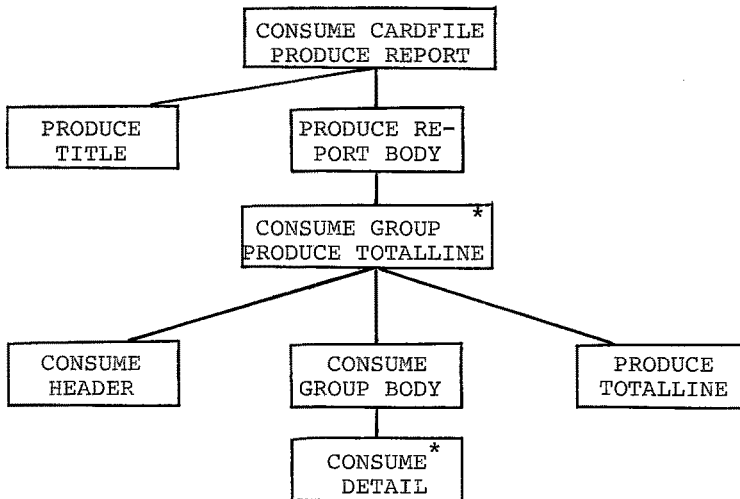 CONSUME CARDFILE
PRODUCE REPORT
PRODUCE
TITLE
PRODUCE RE-
PORT BODY
CONSUME GROUP *
PRODUCE TOTALLINE
CONSUME
HEADER
CONSUME
GROUP BODY
PRODUCE
TOTALLINE
CONSUME *
DETAIL